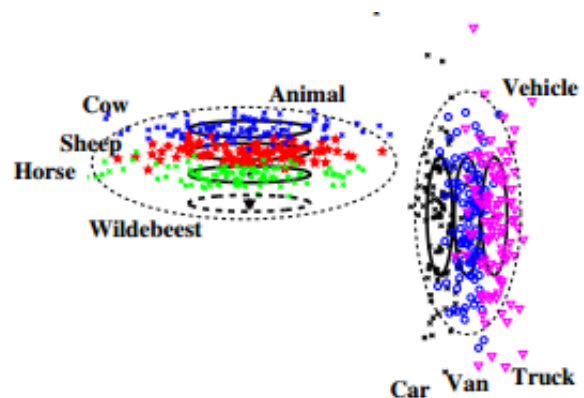 Cow
Animal
Vehicle
Sheep
Horse
Wildebeest
Car
Van
Truck